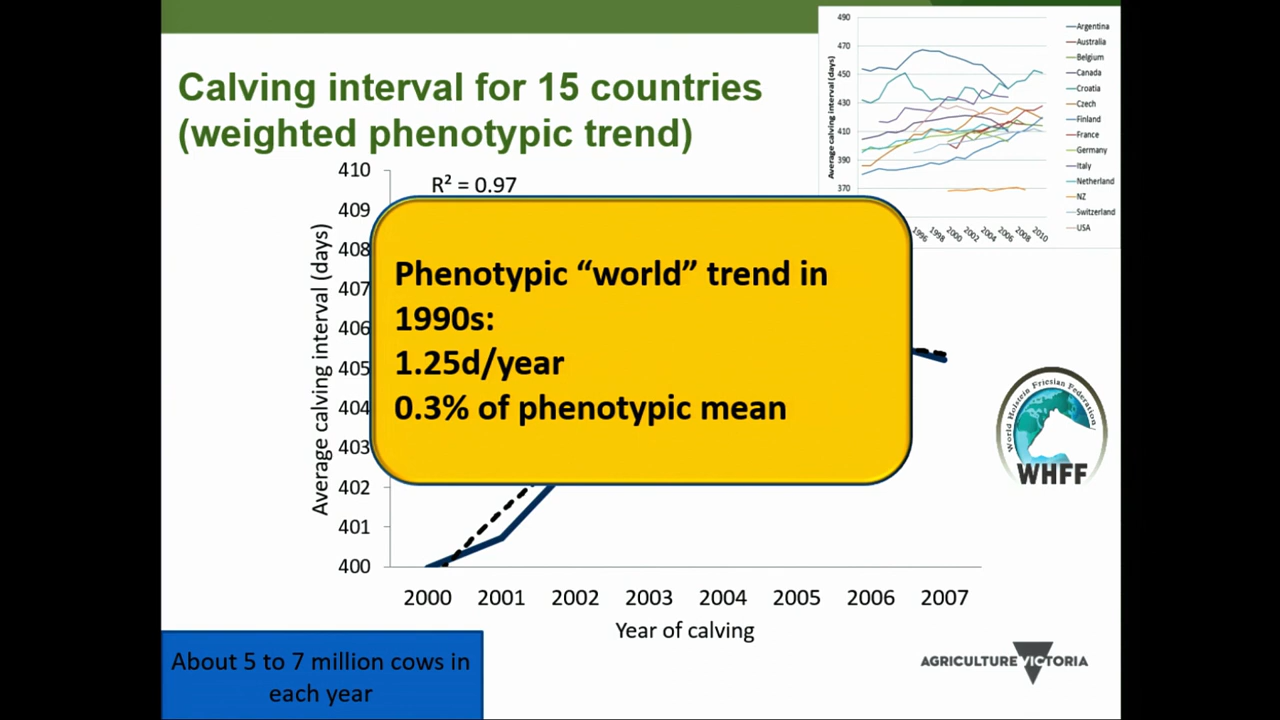 Calving interval for 15 countries
(weighted phenotypic trend)
490
470
450
430
410
390
370
Average calving interval (days)
1996
1998
2000
2002
2004
2006
2008
2010
Argentina
Australia
Belgium
Canada
Croatia
Czech
Finland
France
Germany
Italy
Netherland
NZ
Switzerland
USA
R² = 0.97
410
409
408
407
406
405
404
403
402
401
400
Average calving interval (days)
Phenotypic “world” trend in
1990s:
1.25d/year
0.3% of phenotypic mean
2000 2001 2002 2003 2004 2005 2006 2007
Year of calving
World Holstein Friesian Federation
WHFF
About 5 to 7 million cows in
each year
AGRICULTURE VICTORIA